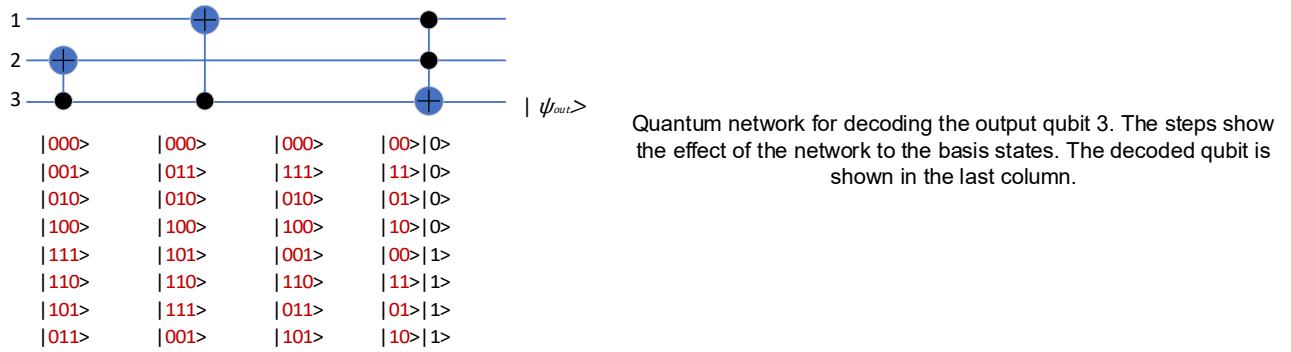 1
2
3
| ψout>
|000> |000> |000> |00>|0>
|001> |011> |111> |11>|0>
|010> |010> |010> |01>|0>
|100> |100> |100> |10>|0>
|111> |101> |001> |00>|1>
|110> |110> |110> |11>|1>
|101> |111> |011> |01>|1>
|011> |001> |101> |10>|1>
Quantum network for decoding the output qubit 3. The steps show
the effect of the network to the basis states. The decoded qubit is
shown in the last column.